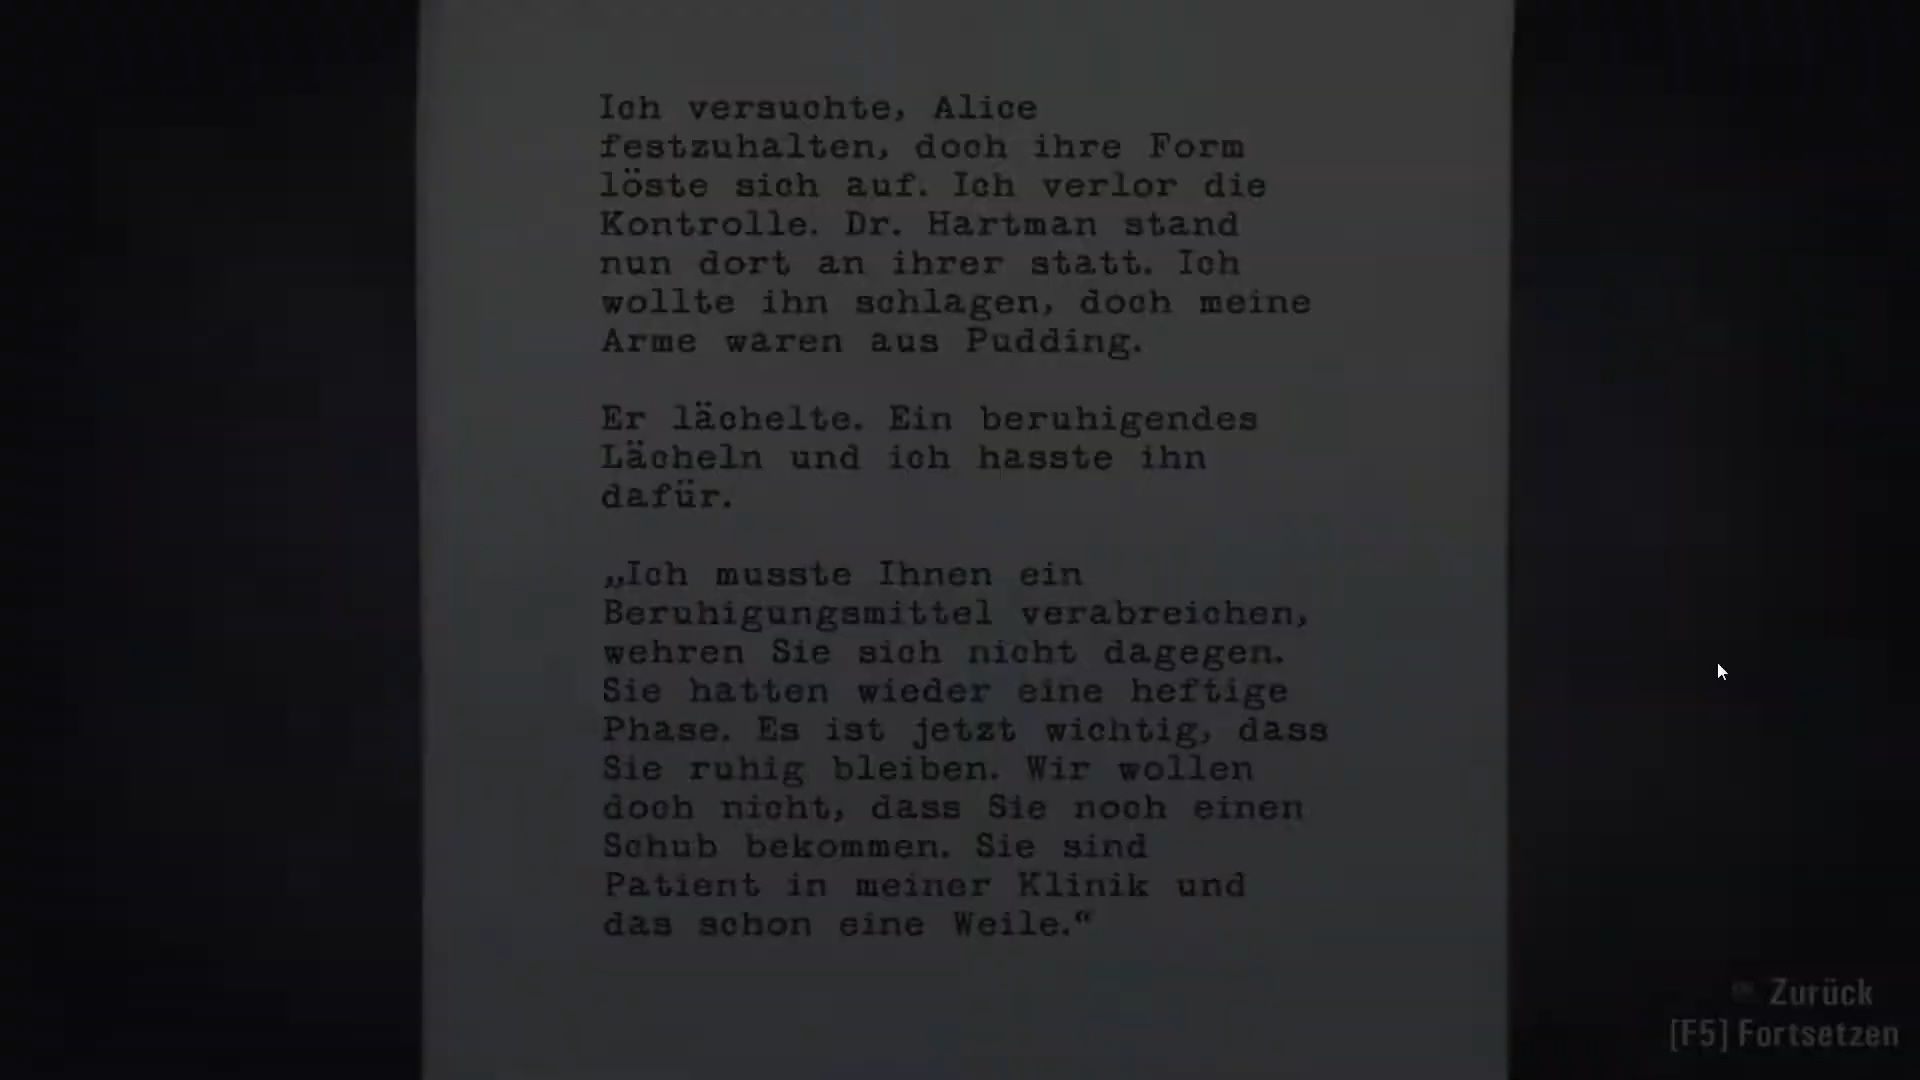 Ich versuchte, Alice
festzuhalten, doch ihre Form
löste sich auf. Ich verlor die
Kontrolle. Dr. Hartman stand
nun dort an ihrer statt. Ich
wollte ihn schlagen, doch meine
Arme waren aus Pudding.
Er lächelte. Ein beruhigendes
Lächeln und ich hasste ihn
dafür.
„Ich musste Ihnen ein
Beruhigungsmittel verabreichen,
wehren Sie sich nicht dagegen.
Sie hatten wieder eine heftige
Phase. Es ist jetzt wichtig, dass
Sie ruhig bleiben. Wir wollen
doch nicht, dass Sie noch einen
Schub bekommen. Sie sind
Patient in meiner Klinik und
das schon eine Weile.“
Zurück
[F5] Fortsetzen